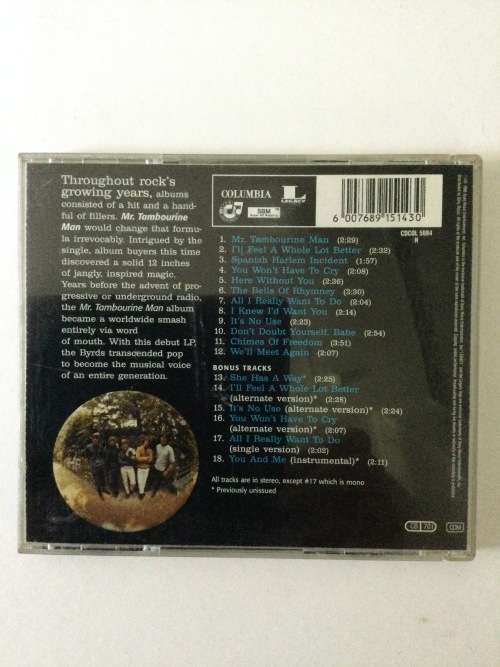 Throughout rock's
growing years, albums
consisted of a hit and a hand-
ful of fillers. Mr. Tambourine
Man would change that formu-
la irrevocably. Intrigued by the
single, album buyers this time
discovered a solid 12 inches
of jangly, inspired magic.
Years before the advent of pro-
gressive or underground radio,
the Mr. Tambourine Man album
became a worldwide smash
entirely via word
of mouth. With this debut LP,
the Byrds transcended pop
to become the musical voice
of an entire generation.
COLUMBIA
L
LEGACY
SBM
6 007689 151430
CDCOL 5084
N
1. Mr. Tambourine Man (2:29)
2. I'll Feel A Whole Lot Better (2:32)
3. Spanish Harlem Incident (1:57)
4. You Won't Have To Cry (2:08)
5. Here Without You (2:36)
6. The Bells Of Rhymney (3:30)
7. All I Really Want To Do (2:04)
8. I Knew I'd Want You (2:14)
9. It's No Use (2:23)
10. Don't Doubt Yourself, Babe (2:54)
11. Chimes Of Freedom (3:51)
12. We'll Meet Again (2:07)
BONUS TRACKS
13. She Has A Way* (2:25)
14. I'll Feel A Whole Lot Better
(alternate version)* (2:28)
15. It's No Use (alternate version)* (2:24)
16. You Won't Have To Cry
(alternate version)* (2:07)
17. All I Really Want To Do
(single version) (2:02)
18. You And Me (instrumental)* (2:11)
All tracks are in stereo, except #17 which is mono
* Previously unissued